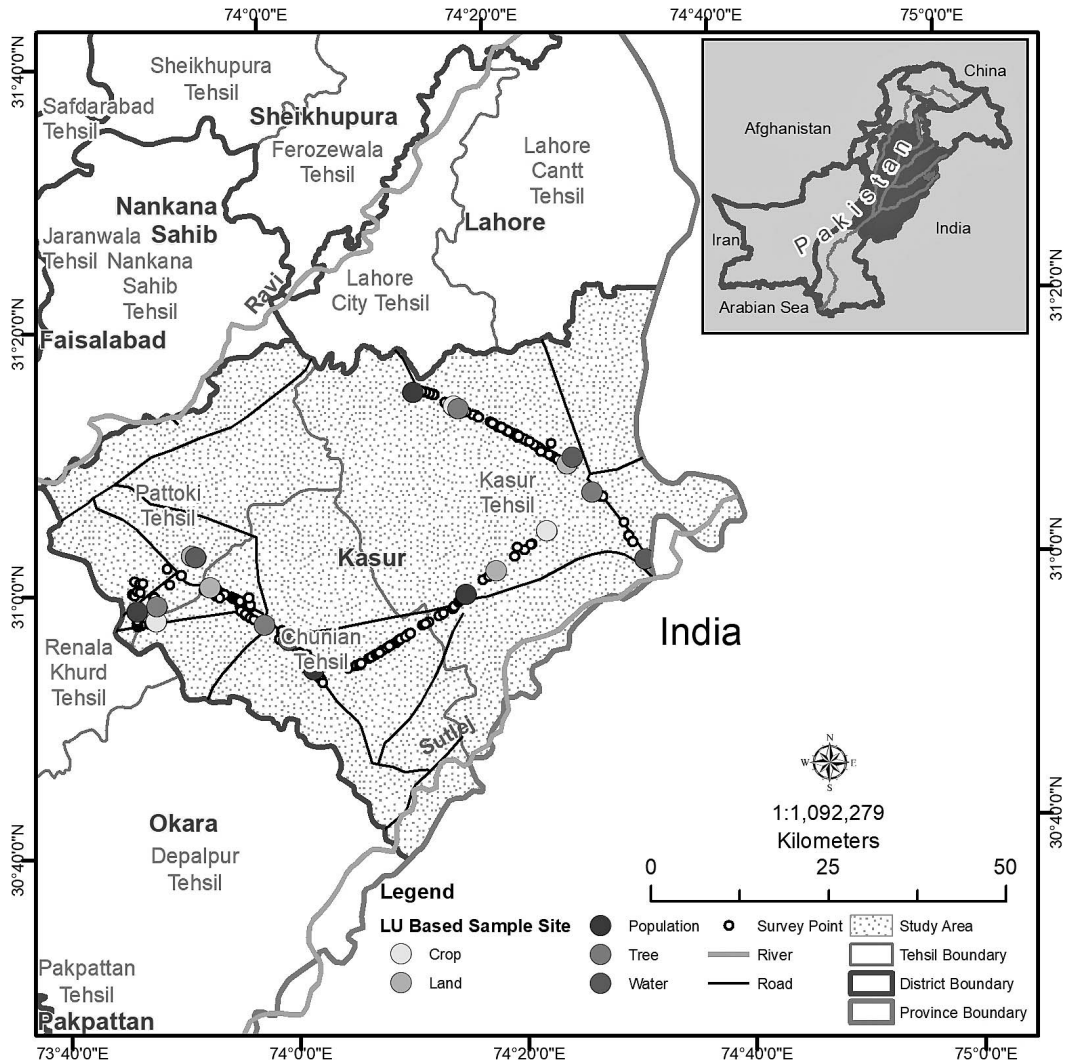 74°0'0"E
74°20'0"E
74°40'0"E
75°0'0"E
31°40'0"N
31°20'0"N
31°0'0"N
30°40'0"N
Sheikhupura
Tehsil
Safdarabad
Tehsil
Sheikhupura
Ferozewala
Tehsil
Lahore
Cantt
Tehsil
Nankana
Sahib
Lahore
Jaranwala
Tehsil
Nankana
Sahib
Tehsil
Ravi
Lahore
City Tehsil
Faisalabad
China
Afghanistan
Pakistan
Iran
India
Arabian Sea
31°20'0"N
31°0'0"N
30°40'0"N
Pattoki
Tehsil
Kasur
Tehsil
Kasur
Chunian
Tehsil
Renala
Khurd
Tehsil
India
Sutlej
Okara
Depalpur
Tehsil
Pakpattan
Tehsil
Pakpattan
N
W
E
S
1:1,092,279
Kilometers
0
25
50
Legend
LU Based Sample Site
Crop
Land
Population
Tree
Water
Survey Point
River
Road
Study Area
Tehsil Boundary
District Boundary
Province Boundary
73°40'0"E
74°0'0"E
74°20'0"E
74°40'0"E
75°0'0"E